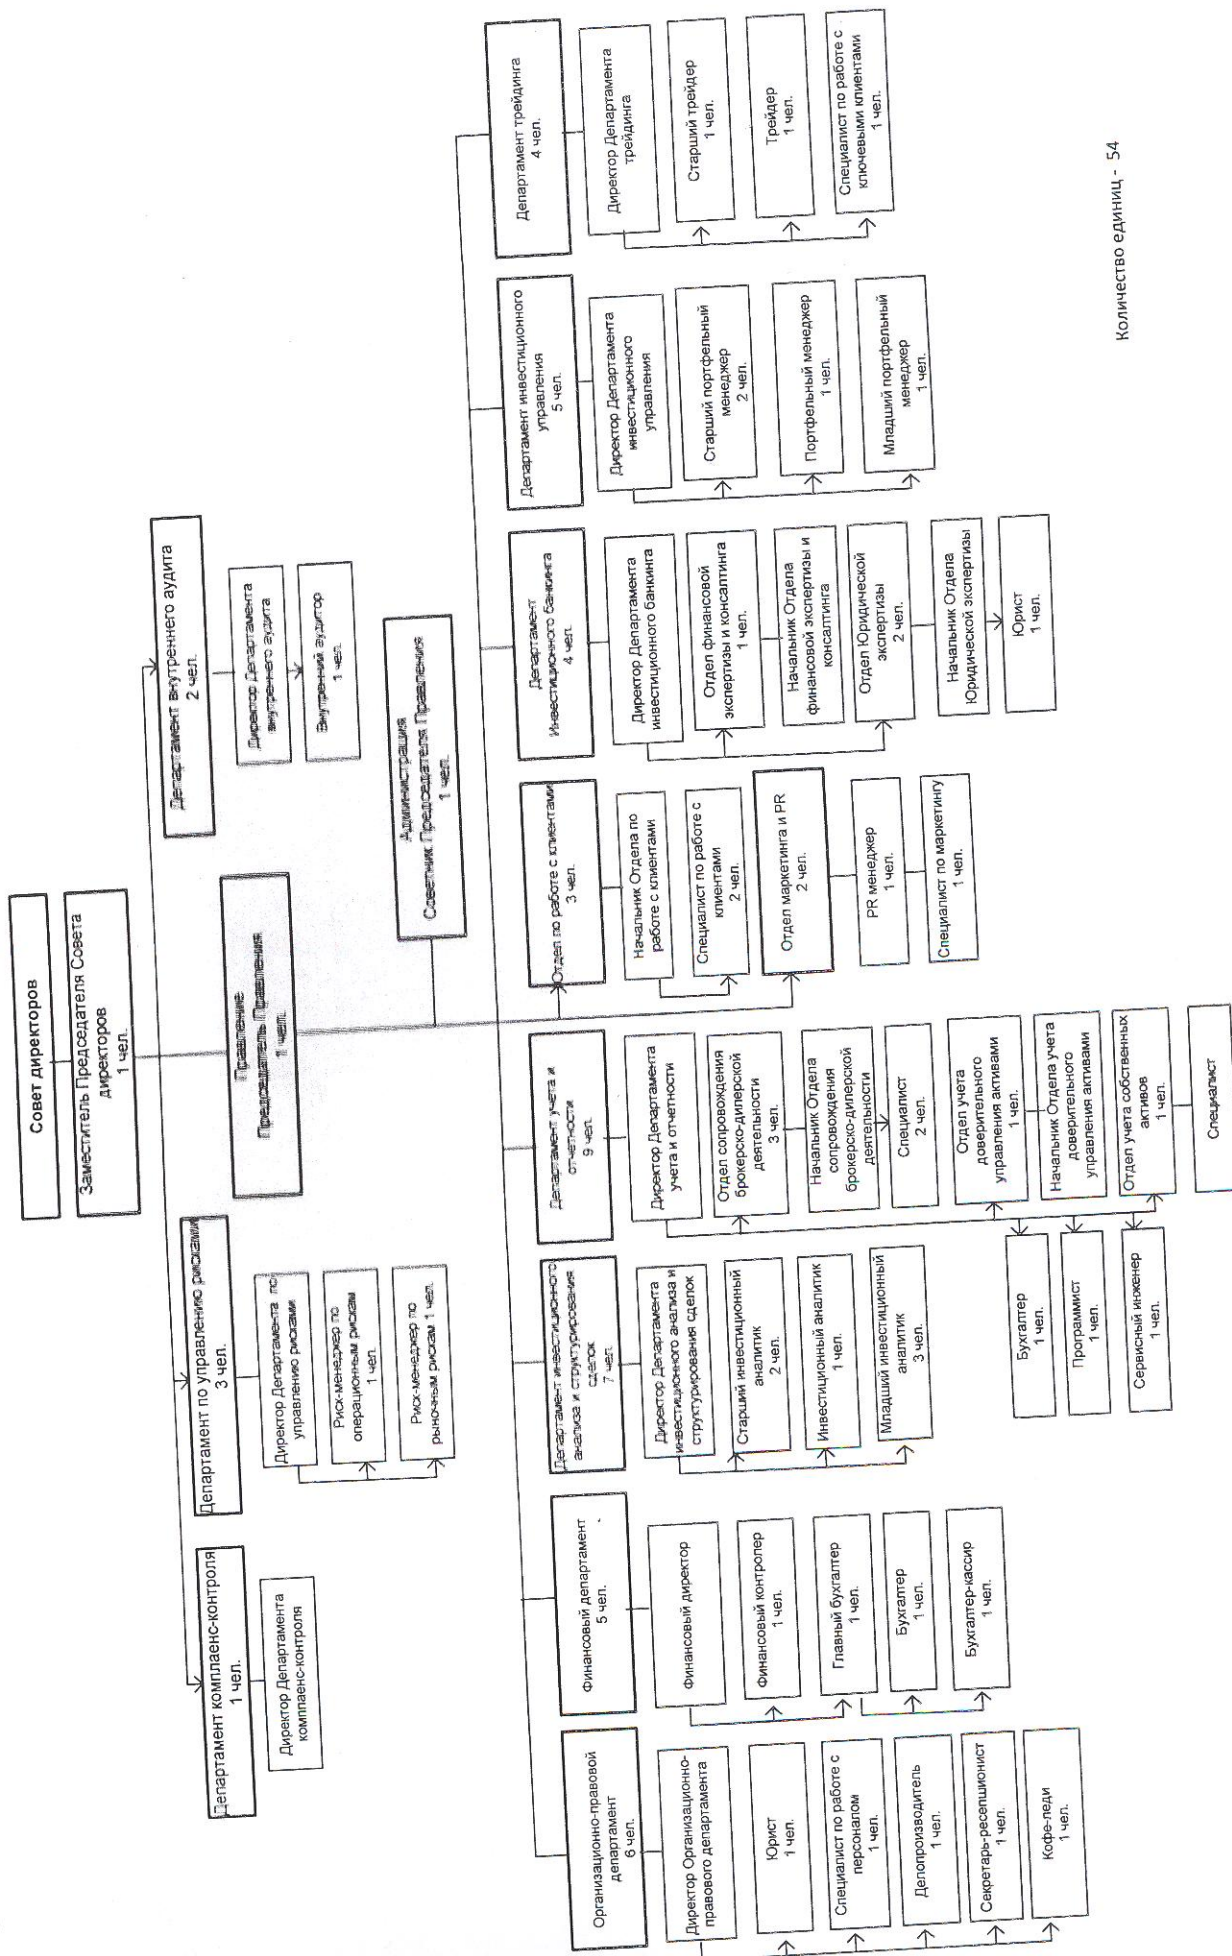 Совет директоров
Заместитель Председателя Совета
директоров
1 чел.
Департамент комплаенс-контроля
1 чел.
Директор Департамента
комплаенс-контроля
Департамент по управлению рисками
3 чел.
Директор Департамента по
управлению рисками
Риск-менеджер по
операционным рискам
1 чел.
Риск-менеджер по
рыночным рискам 1 чел.
Правление
Председатель Правления
1 чел.
Департамент внутреннего аудита
2 чел.
Директор Департамента
внутреннего аудита
Внутренний аудитор
1 чел.
Администрация
Советник Председателя Правления
1 чел.
Организационно-правовой
департамент
6 чел.
Директор Организационно-
правового департамента
Юрист
1 чел.
Специалист по работе с
персоналом
1 чел.
Делопроизводитель
1 чел.
Секретарь-ресепшионист
1 чел.
Кофе-леди
1 чел.
Финансовый департамент
5 чел.
Финансовый директор
Финансовый контролер
1 чел.
Главный бухгалтер
1 чел.
Бухгалтер
1 чел.
Бухгалтер-кассир
1 чел.
Департамент инвестиционного
анализа и структурирования
сделок
7 чел.
Директор Департамента
инвестиционного анализа и
структурирования сделок
Старший инвестиционный
аналитик
2 чел.
Инвестиционный аналитик
1 чел.
Младший инвестиционный
аналитик
3 чел.
Департамент учета и
отчетности
9 чел.
Директор Департамента
учета и отчетности
Отдел сопровождения
брокерско-дилерской
деятельности
3 чел.
Начальник Отдела
сопровождения
брокерско-дилерской
деятельности
Специалист
2 чел.
Отдел учета
доверительного
управления активами
1 чел.
Начальник Отдела учета
доверительного
управления активами
Отдел учета собственных
активов
1 чел.
Специалист
Бухгалтер
1 чел.
Программист
1 чел.
Сервисный инженер
1 чел.
Отдел по работе с клиентами
3 чел.
Начальник Отдела по
работе с клиентами
Специалист по работе с
клиентами
2 чел.
Отдел маркетинга и PR
2 чел.
PR менеджер
1 чел.
Специалист по маркетингу
1 чел.
Департамент
Инвестиционного банкинга
4 чел.
Директор Департамента
инвестиционного банкинга
Отдел финансовой
экспертизы и консалтинга
1 чел.
Начальник Отдела
финансовой экспертизы и
консалтинга
Отдел Юридической
экспертизы
2 чел.
Начальник Отдела
Юридической экспертизы
Юрист
1 чел.
Департамент инвестиционного
управления
5 чел.
Директор Департамента
инвестиционного
управления
Старший портфельный
менеджер
2 чел.
Портфельный менеджер
1 чел.
Младший портфельный
менеджер
1 чел.
Департамент трейдинга
4 чел.
Директор Департамента
трейдинга
Старший трейдер
1 чел.
Трейдер
1 чел.
Специалист по работе с
ключевыми клиентами
1 чел.
Количество единиц - 54